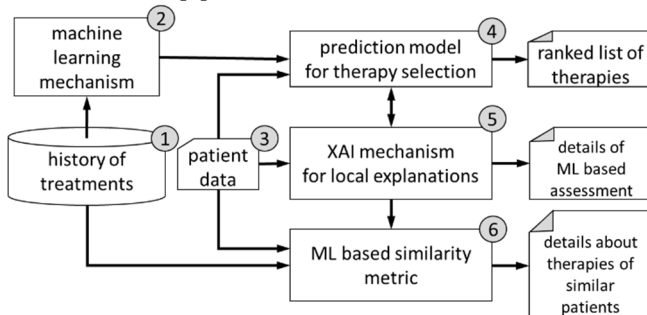 2
machine
learning
mechanism
4
prediction model
for therapy selection
ranked list of
therapies
1
history of
treatments
3
patient
data
5
XAI mechanism
for local explanations
details of
ML based
assessment
6
ML based similarity
metric
details about
therapies of
similar
patients